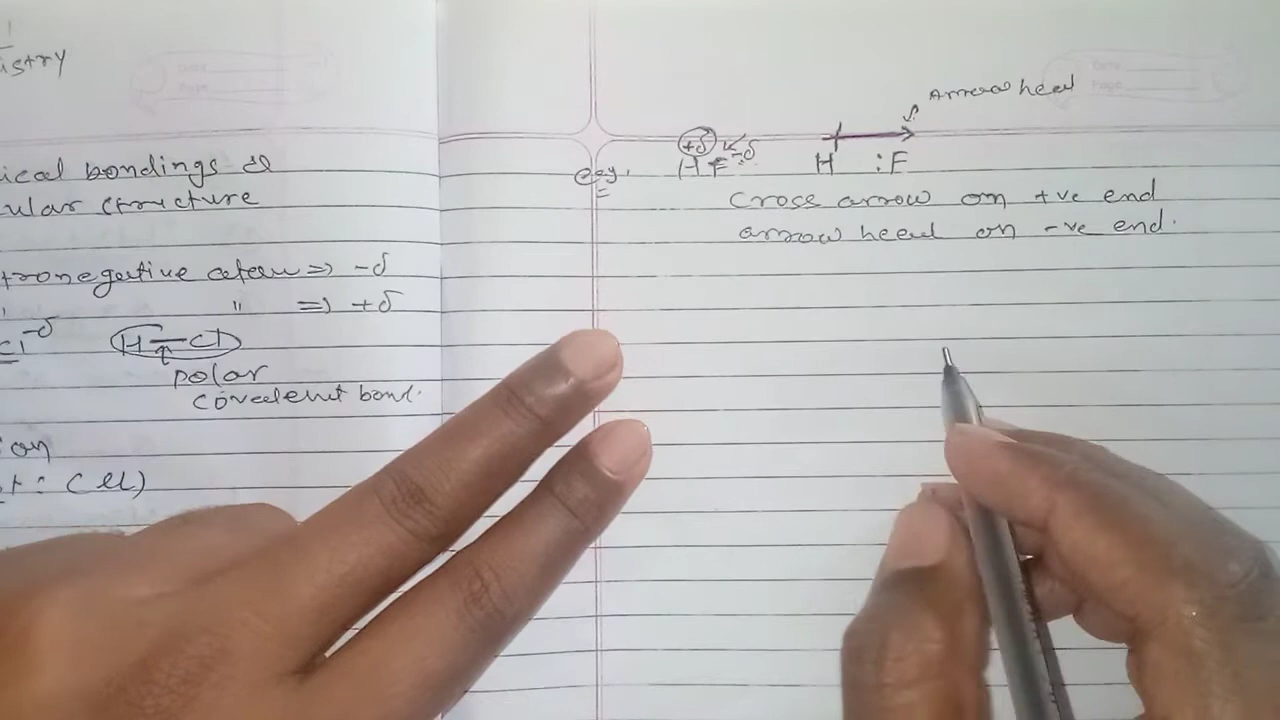 istry
ical bondings &
ular structure
tronegative atom => -δ
" => +δ
Cl-δ H-Cl
polar
covalent bond.
ion
t : (μ)
Arrow head
+δ -δ
e.g. H F H :F
Cross arrow on +ve end
arrow head on -ve end.